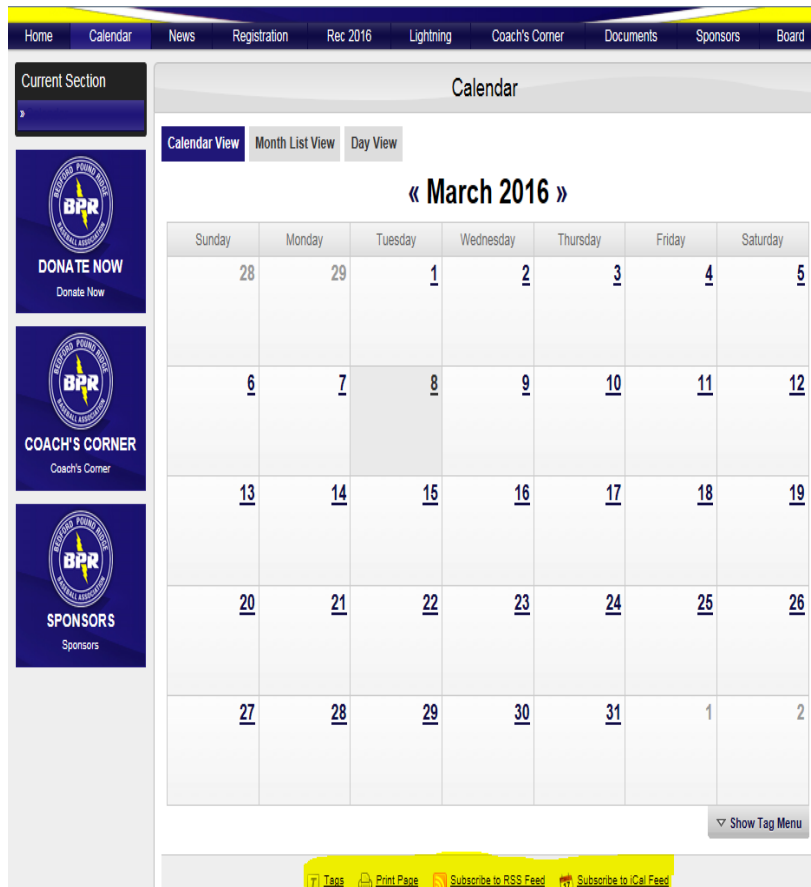 Home Calendar News Registration Rec 2016 Lightning Coach's Corner Documents Sponsors Board
Current Section
»
BEDFORD POUND RIDGE
BPR
BASEBALL ASSOCIATION
DONATE NOW
Donate Now
BEDFORD POUND RIDGE
BPR
BASEBALL ASSOCIATION
COACH'S CORNER
Coach's Corner
BEDFORD POUND RIDGE
BPR
BASEBALL ASSOCIATION
SPONSORS
Sponsors
Calendar
Calendar View Month List View Day View
« March 2016 »
Sunday Monday Tuesday Wednesday Thursday Friday Saturday
28 29 1 2 3 4 5
6 7 8 9 10 11 12
13 14 15 16 17 18 19
20 21 22 23 24 25 26
27 28 29 30 31 1 2
▽ Show Tag Menu
T Tags Print Page Subscribe to RSS Feed 17 Subscribe to iCal Feed